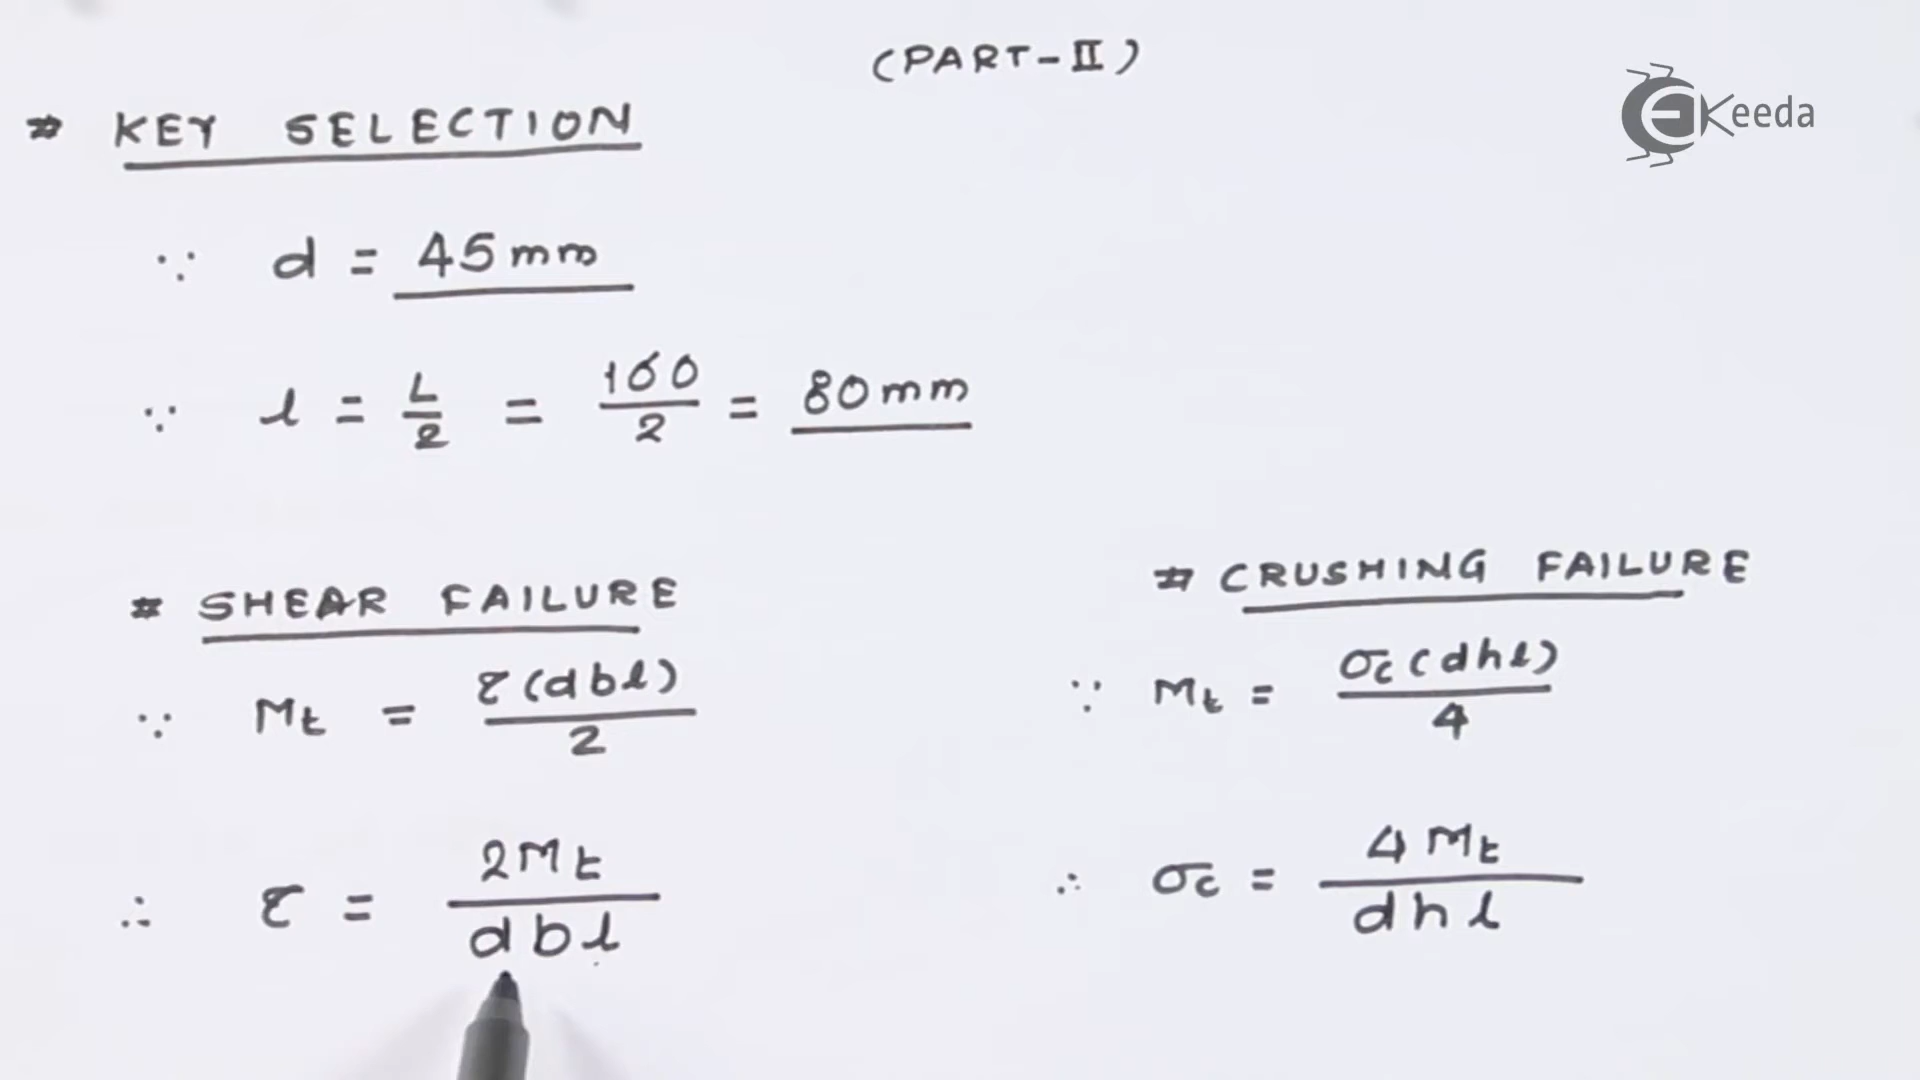 (PART-II)
EKeeda
# KEY SELECTION
∵ d = 45mm
∵ l = L/2 = 160/2 = 80mm
# SHEAR FAILURE
∵ Mt = τ(dbl)/2
∴ τ = 2Mt/dbl
# CRUSHING FAILURE
∵ Mt = σc(dhl)/4
∴ σc = 4Mt/dhl